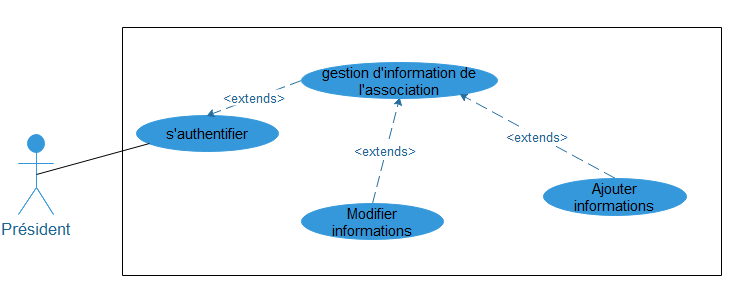 gestion d'information de
l'association
<extends>
s'authentifier
<extends>
<extends>
Ajouter
informations
Modifier
informations
Président